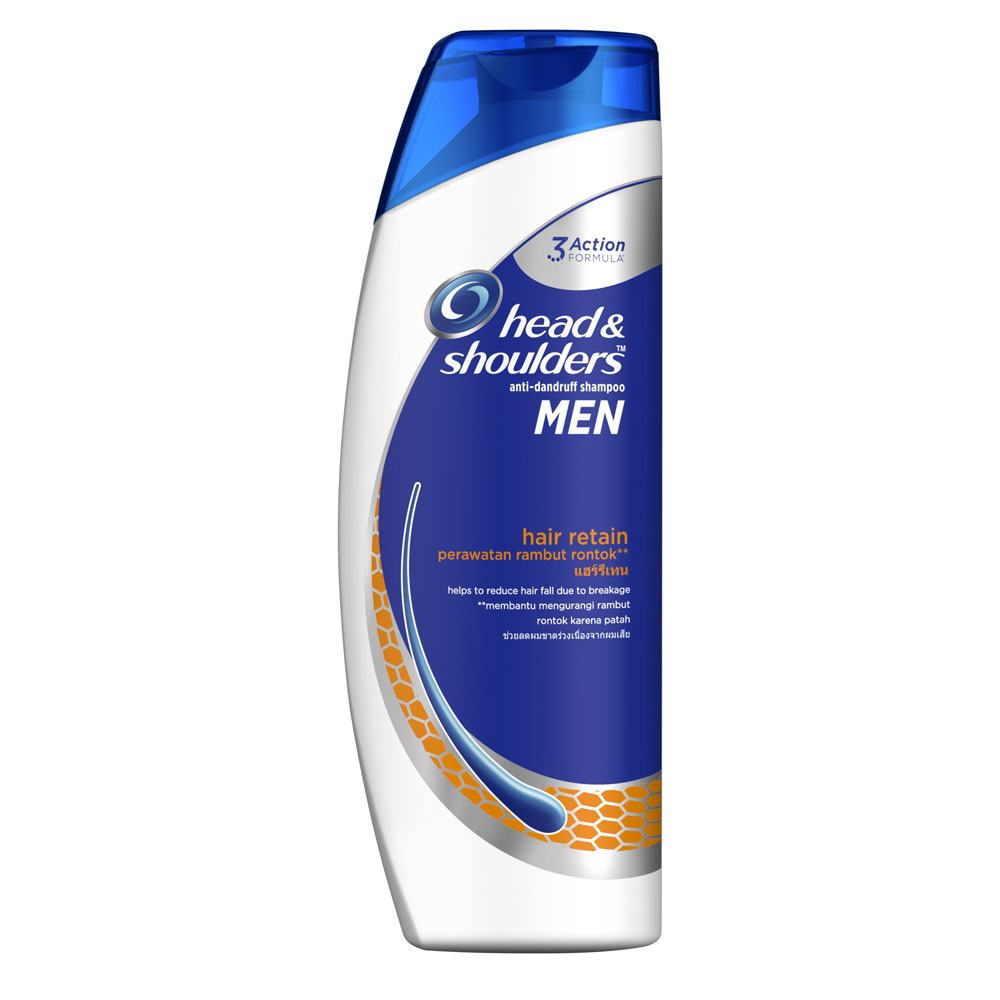 3 Action
FORMULA
head &
shoulders™
anti-dandruff shampoo
MEN
hair retain
perawatan rambut rontok**
แฮร์รีเทน
helps to reduce hair fall due to breakage
**membantu mengurangi rambut
rontok karena patah
ช่วยลดผมขาดร่วงเนื่องจากผมเสีย